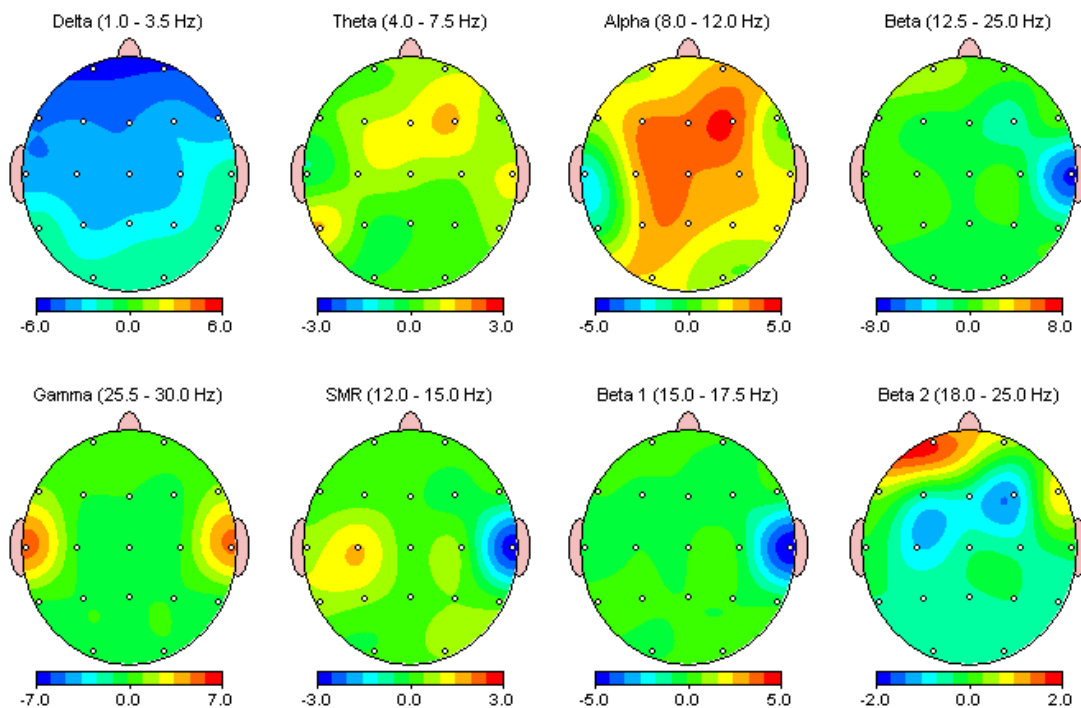 Delta (1.0 - 3.5 Hz) Theta (4.0 - 7.5 Hz) Alpha (8.0 - 12.0 Hz) Beta (12.5 - 25.0 Hz)
-6.0 0.0 6.0 -3.0 0.0 3.0 -5.0 0.0 5.0 -8.0 0.0 8.0
Gamma (25.5 - 30.0 Hz) SMR (12.0 - 15.0 Hz) Beta 1 (15.0 - 17.5 Hz) Beta 2 (18.0 - 25.0 Hz)
-7.0 0.0 7.0 -3.0 0.0 3.0 -5.0 0.0 5.0 -2.0 0.0 2.0